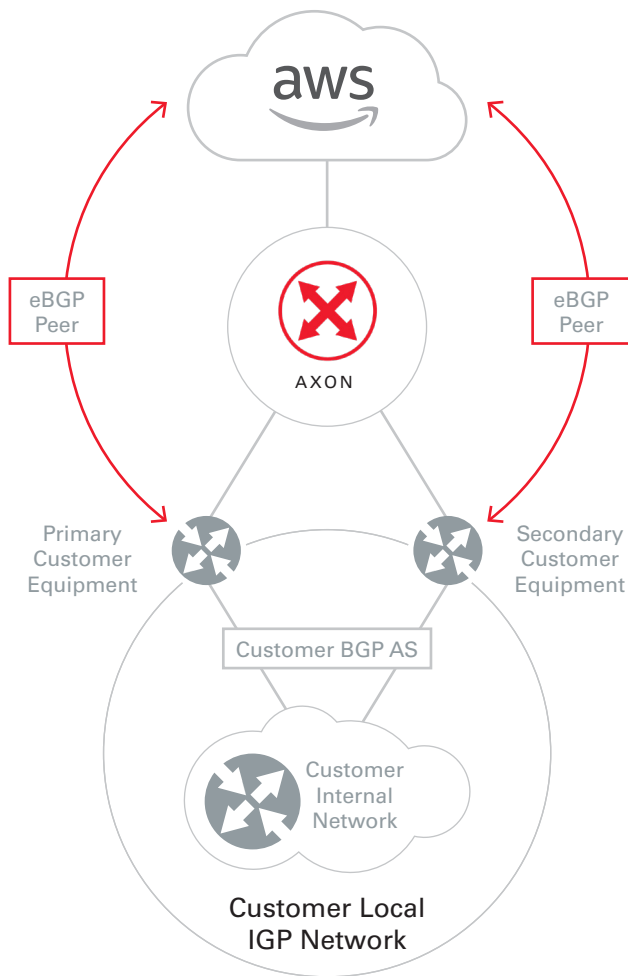 aws
eBGP
Peer
eBGP
Peer
AXON
Primary
Customer
Equipment
Secondary
Customer
Equipment
Customer BGP AS
Customer
Internal
Network
Customer Local
IGP Network